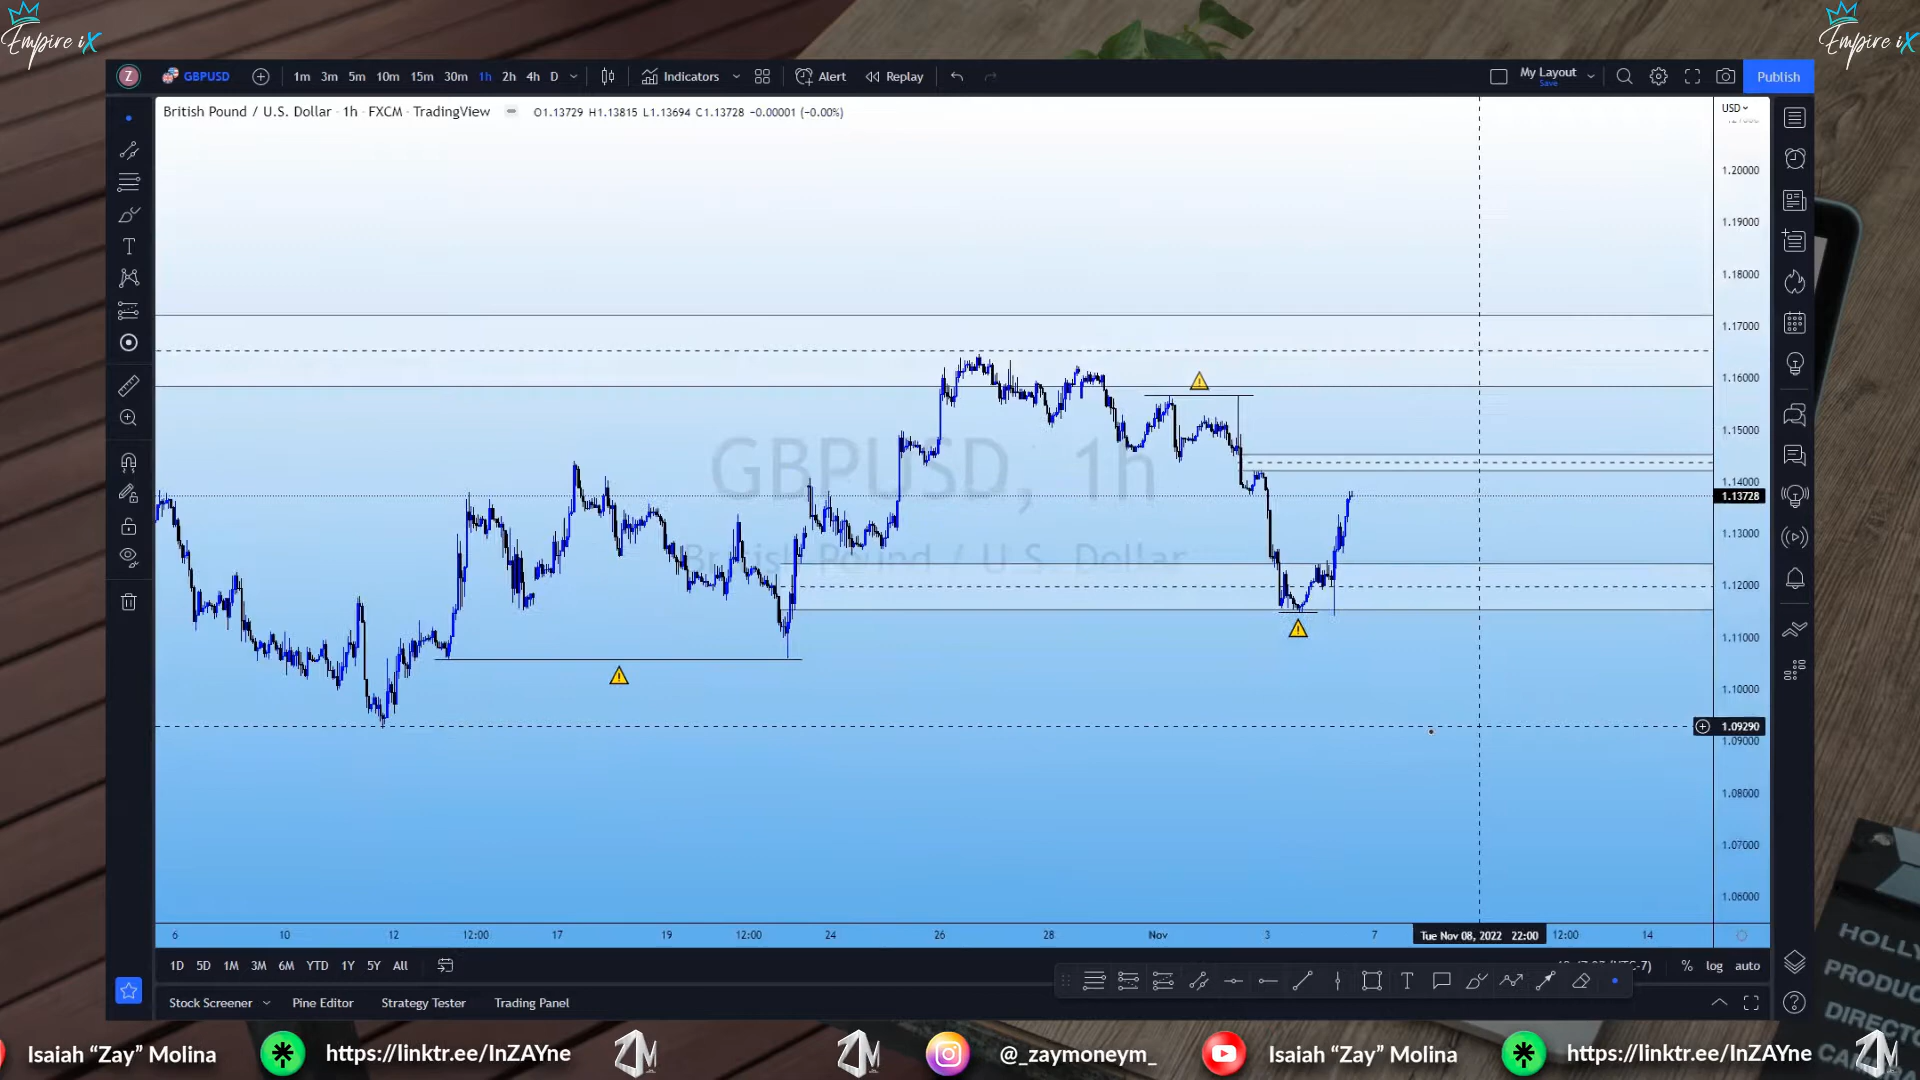 Empire iX
Empire iX
Z GBPUSD 1m 3m 5m 10m 15m 30m 1h 2h 4h D Indicators Alert Replay My Layout Save Publish
British Pound / U.S. Dollar · 1h · FXCM · TradingView O1.13729 H1.13815 L1.13694 C1.13728 −0.00001 (−0.00%)
USD
1.20000
1.19000
1.18000
1.17000
1.16000
1.15000
1.14000
1.13728
1.13000
1.12000
1.11000
1.10000
1.09290
1.09000
1.08000
1.07000
1.06000
GBPUSD, 1h
British Pound / U.S. Dollar
6 10 12 12:00 17 19 12:00 24 26 28 Nov 3 7 Tue Nov 08, 2022 22:00 12:00 14
1D 5D 1M 3M 6M YTD 1Y 5Y All % log auto
Stock Screener Pine Editor Strategy Tester Trading Panel
Isaiah “Zay” Molina https://linktr.ee/InZAYne ZM ZM @_zaymoneym_ Isaiah “Zay” Molina https://linktr.ee/InZAYne ZM